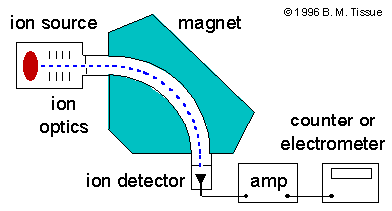 © 1996 B. M. Tissue
ion source
magnet
ion
optics
counter or
electrometer
ion detector
amp